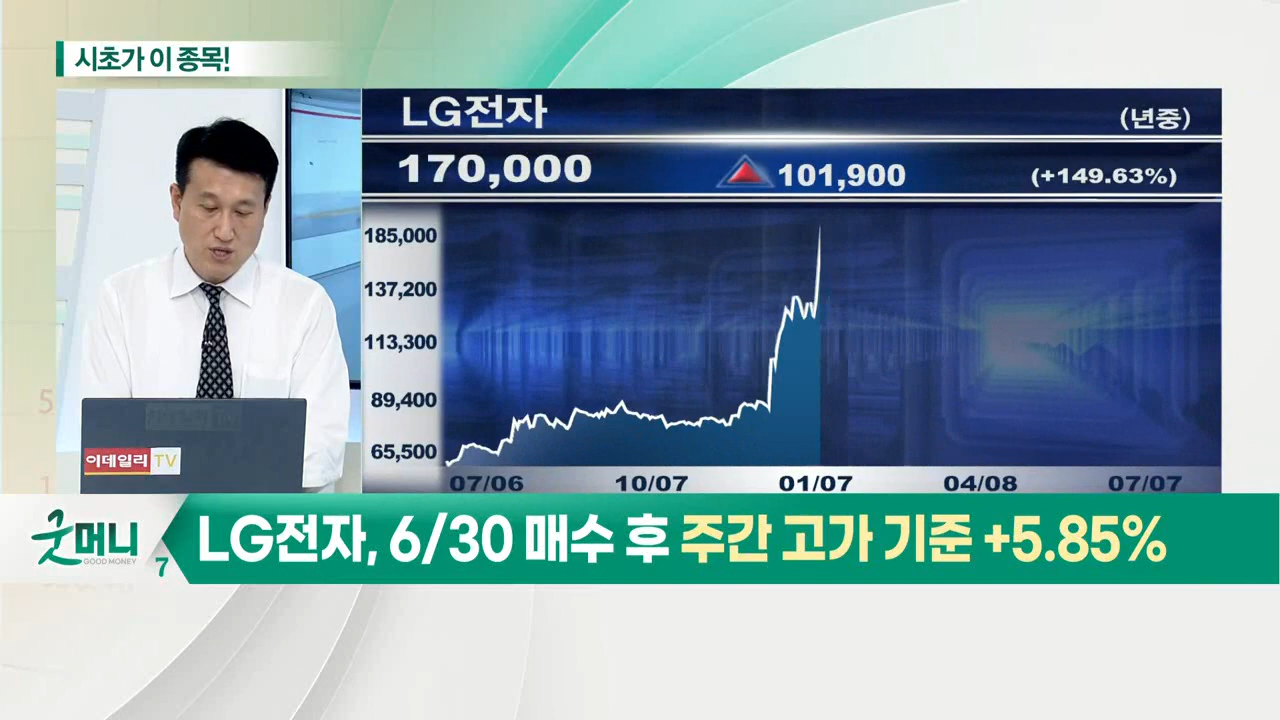 시초가 이 종목!
LG전자
(년중)
170,000
101,900
(+149.63%)
185,000
137,200
113,300
89,400
65,500
07/06
10/07
01/07
04/08
07/07
이데일리TV
굿머니
GOOD MONEY
7
LG전자, 6/30 매수 후 주간 고가 기준 +5.85%